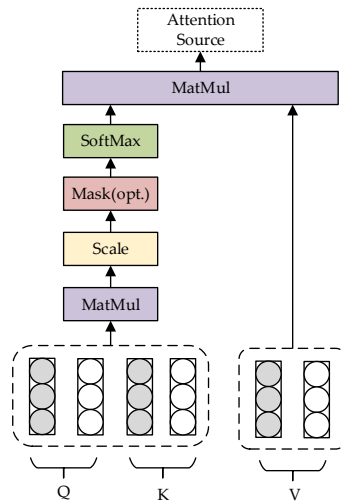 Attention
Source
MatMul
SoftMax
Mask(opt.)
Scale
MatMul
Q K V